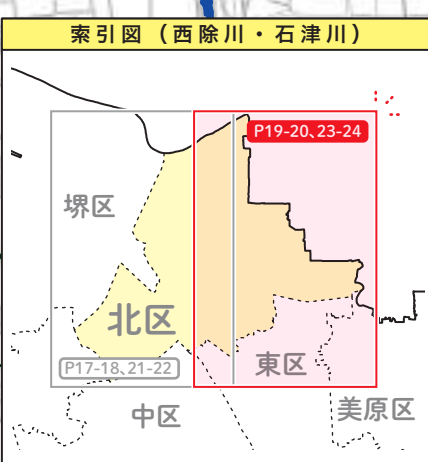 索引図（西除川・石津川）
P19-20、23-24
堺区
北区
P17-18、21-22
東区
中区
美原区